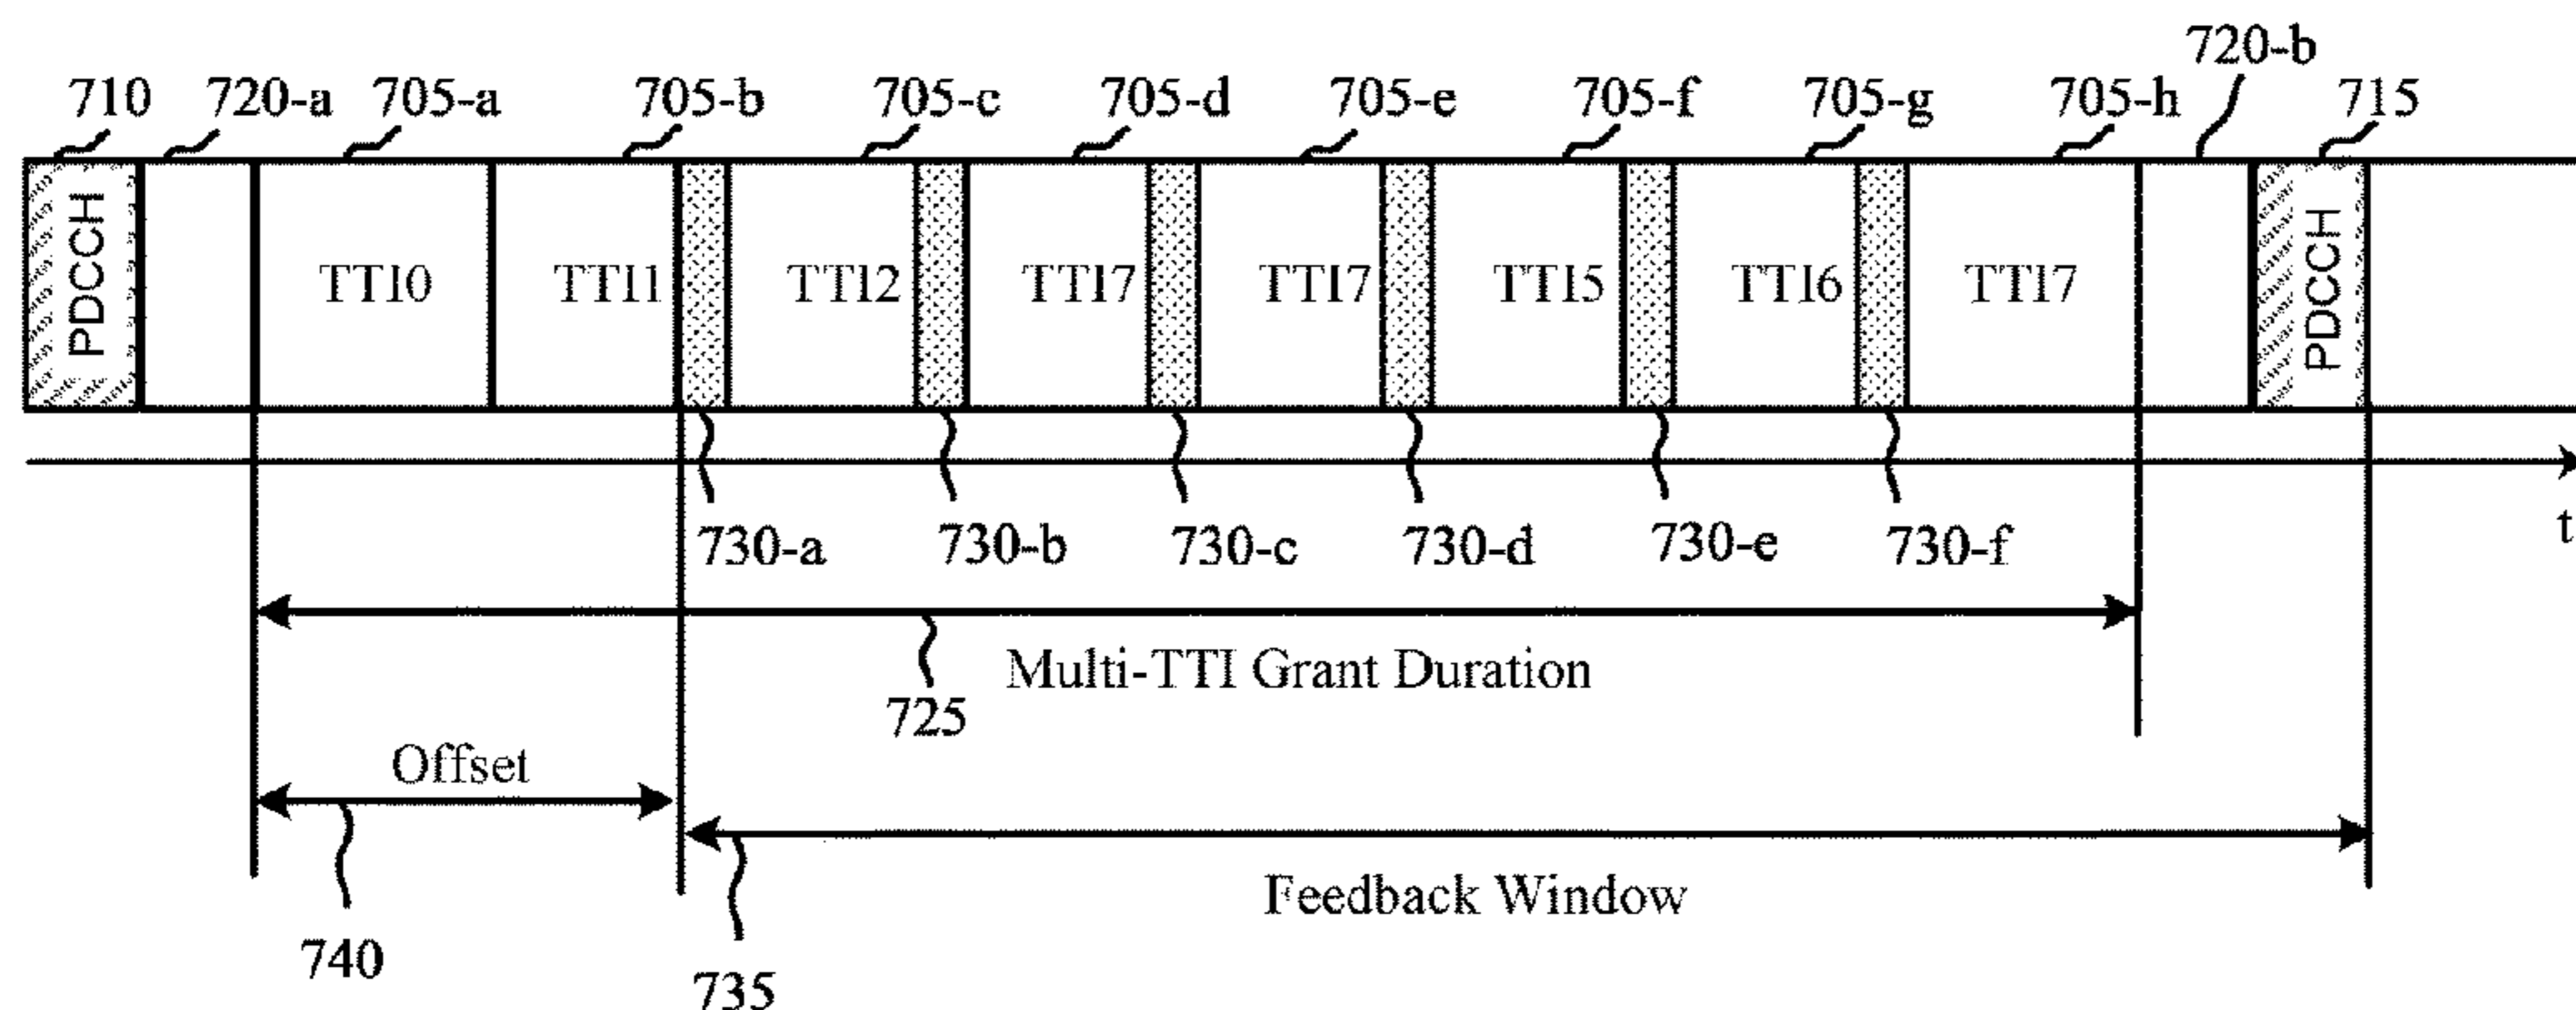 720-b
710 720-a 705-a 705-b 705-c 705-d 705-e 705-f 705-g 705-h 715
PDCCH TTI0 TTI1 TTI2 TTI7 TTI7 TTI5 TTI6 TTI7 PDCCH
t
730-a 730-b 730-c 730-d 730-e 730-f
Multi-TTI Grant Duration
725
Offset
Feedback Window
740
735